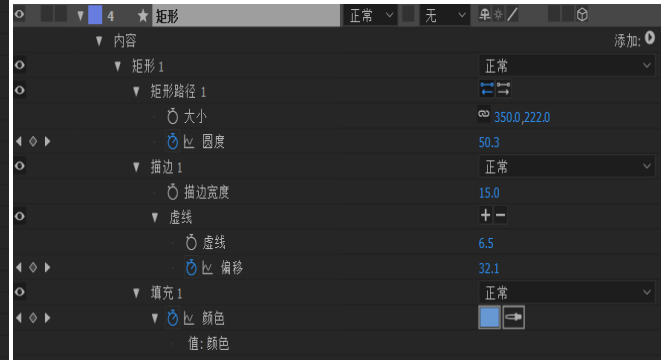 4 矩形 正常 无
内容 添加:
矩形 1 正常
矩形路径 1
大小 350.0,222.0
圆度 50.3
描边 1 正常
描边宽度 15.0
虚线
虚线 6.5
偏移 32.1
填充 1 正常
颜色
值:颜色